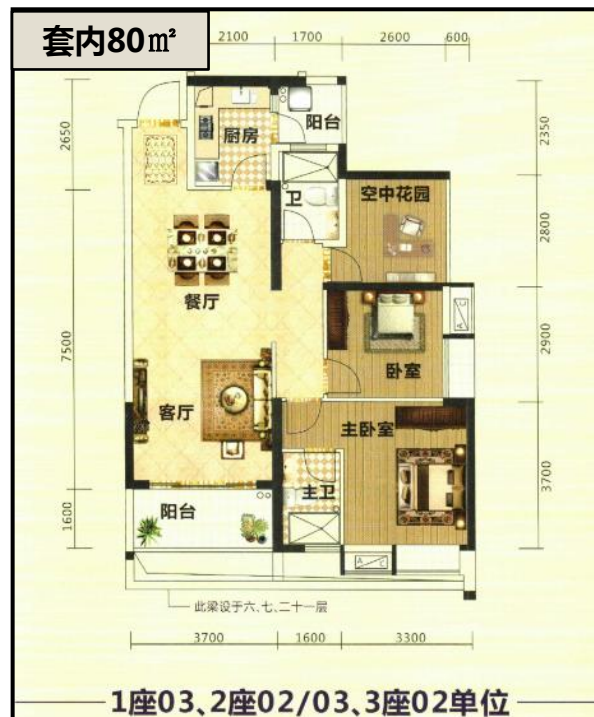 套内80㎡
2100 1700 2600 600
2650
7500
1600
2350
2800
2900
3700
厨房
阳台
卫
空中花园
餐厅
卧室
A C
客厅
主卧室
主卫
阳台
A C
此梁设于六、七、二十一层
3700 1600 3300
1座03、2座02/03、3座02单位